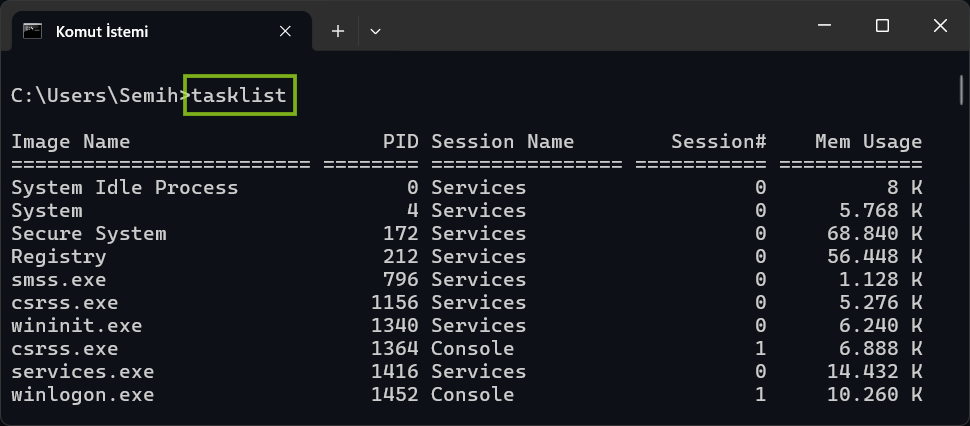 Komut İstemi
C:\Users\Semih>tasklist
Image Name                     PID Session Name        Session#    Mem Usage
========================= ======== ================ =========== ============
System Idle Process              0 Services                   0          8 K
System                           4 Services                   0      5.768 K
Secure System                  172 Services                   0     68.840 K
Registry                       212 Services                   0     56.448 K
smss.exe                       796 Services                   0      1.128 K
csrss.exe                     1156 Services                   0      5.276 K
wininit.exe                   1340 Services                   0      6.240 K
csrss.exe                     1364 Console                    1      6.888 K
services.exe                  1416 Services                   0     14.432 K
winlogon.exe                  1452 Console                    1     10.260 K